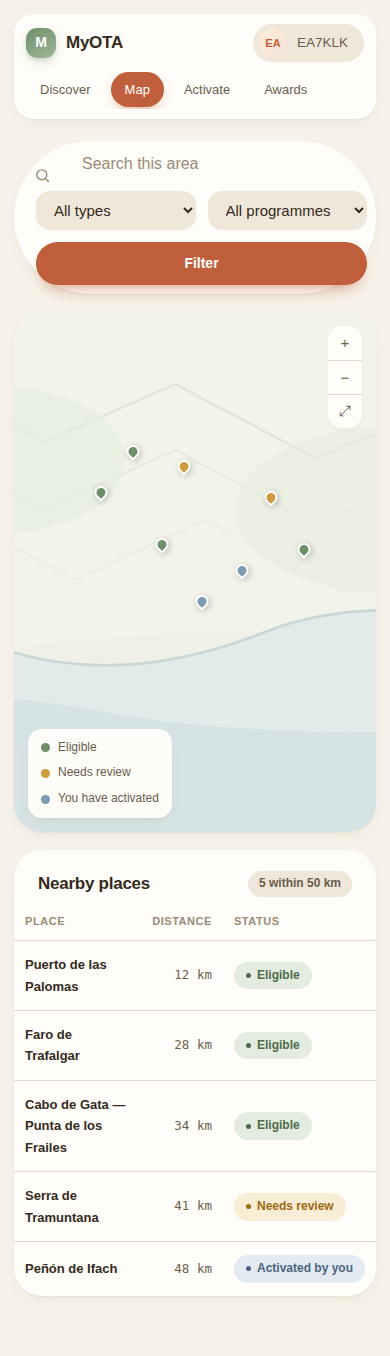 M MyOTA EA EA7KLK
Discover Map Activate Awards
Search this area
All types All programmes
Filter
+
−
Eligible
Needs review
You have activated
Nearby places 5 within 50 km
PLACE DISTANCE STATUS
Puerto de las
Palomas
12 km Eligible
Faro de
Trafalgar
28 km Eligible
Cabo de Gata —
Punta de los
Frailes
34 km Eligible
Serra de
Tramuntana
41 km Needs review
Peñón de Ifach 48 km Activated by you